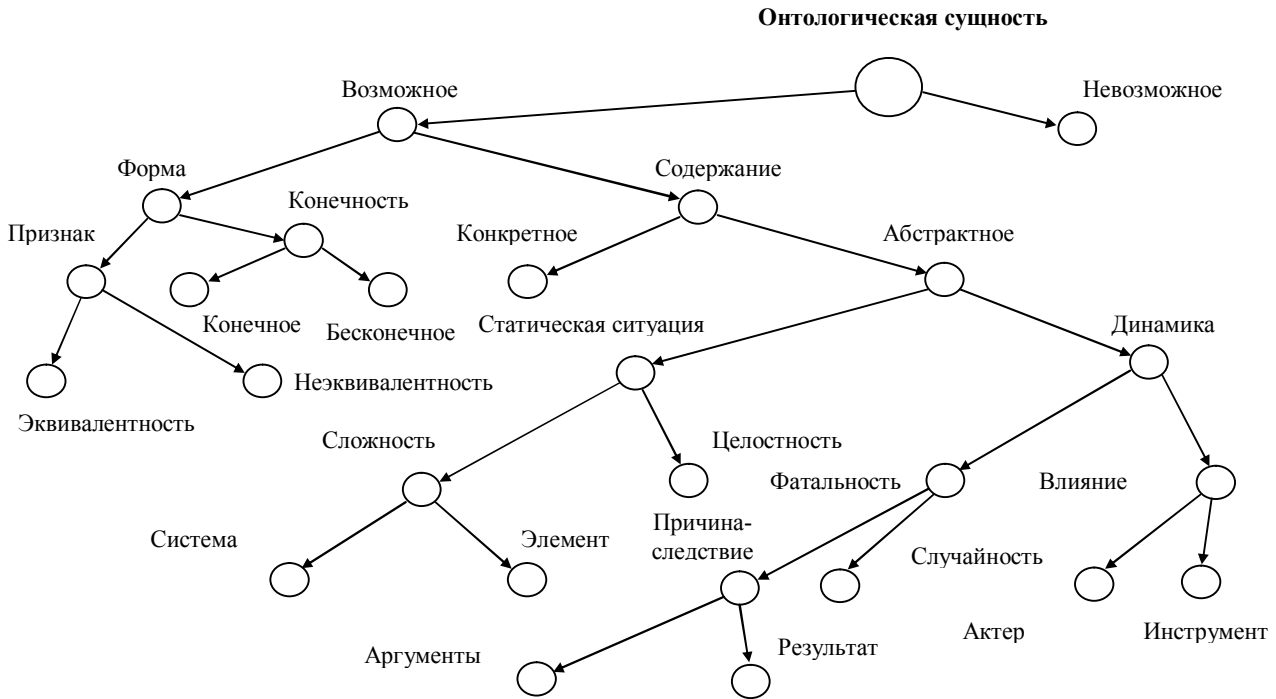 Онтологическая сущность
Возможное
Невозможное
Форма
Содержание
Конечность
Признак
Конкретное
Абстрактное
Конечное
Бесконечное
Статическая ситуация
Динамика
Неэквивалентность
Эквивалентность
Сложность
Целостность
Фатальность
Влияние
Система
Элемент
Причина-
следствие
Случайность
Актер
Инструмент
Аргументы
Результат